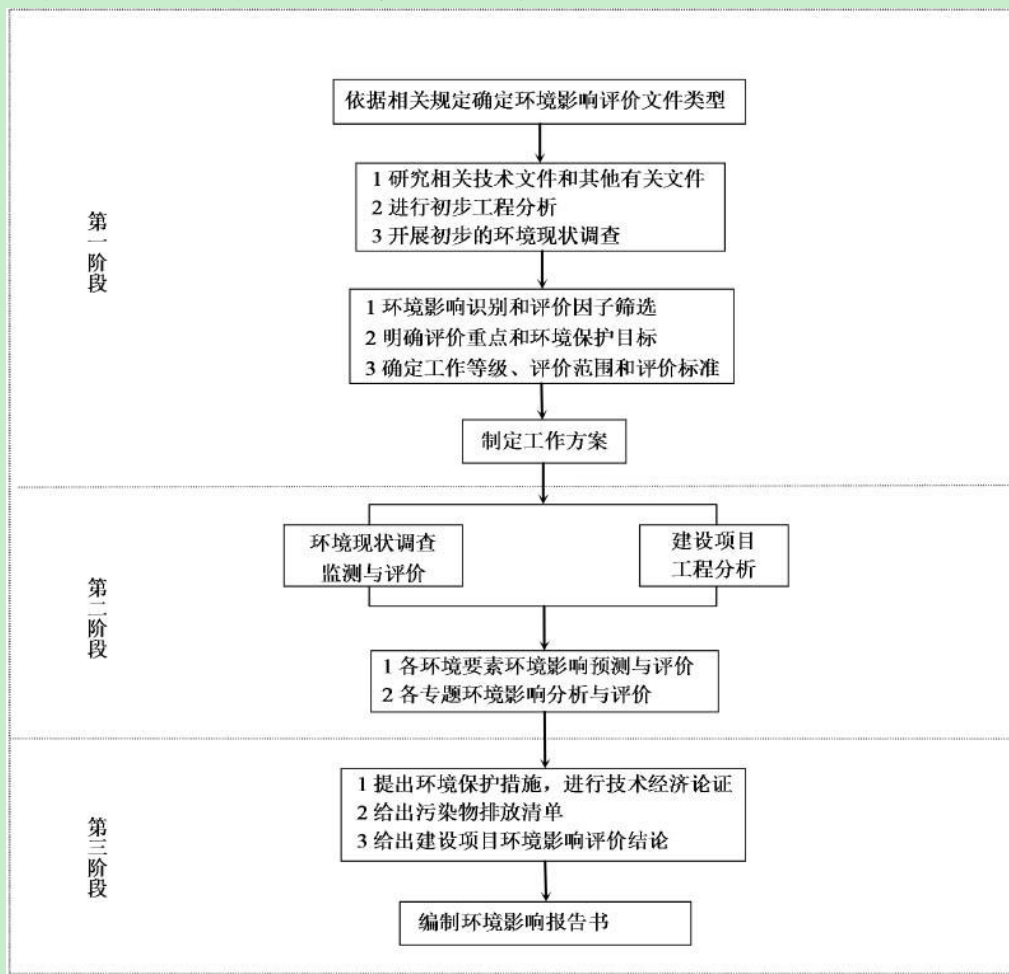 依据相关规定确定环境影响评价文件类型
1 研究相关技术文件和其他有关文件
2 进行初步工程分析
3 开展初步的环境现状调查
第一阶段
1 环境影响识别和评价因子筛选
2 明确评价重点和环境保护目标
3 确定工作等级、评价范围和评价标准
制定工作方案
环境现状调查
监测与评价
建设项目
工程分析
第二阶段
1 各环境要素环境影响预测与评价
2 各专题环境影响分析与评价
1 提出环境保护措施，进行技术经济论证
2 给出污染物排放清单
3 给出建设项目环境影响评价结论
第三阶段
编制环境影响报告书